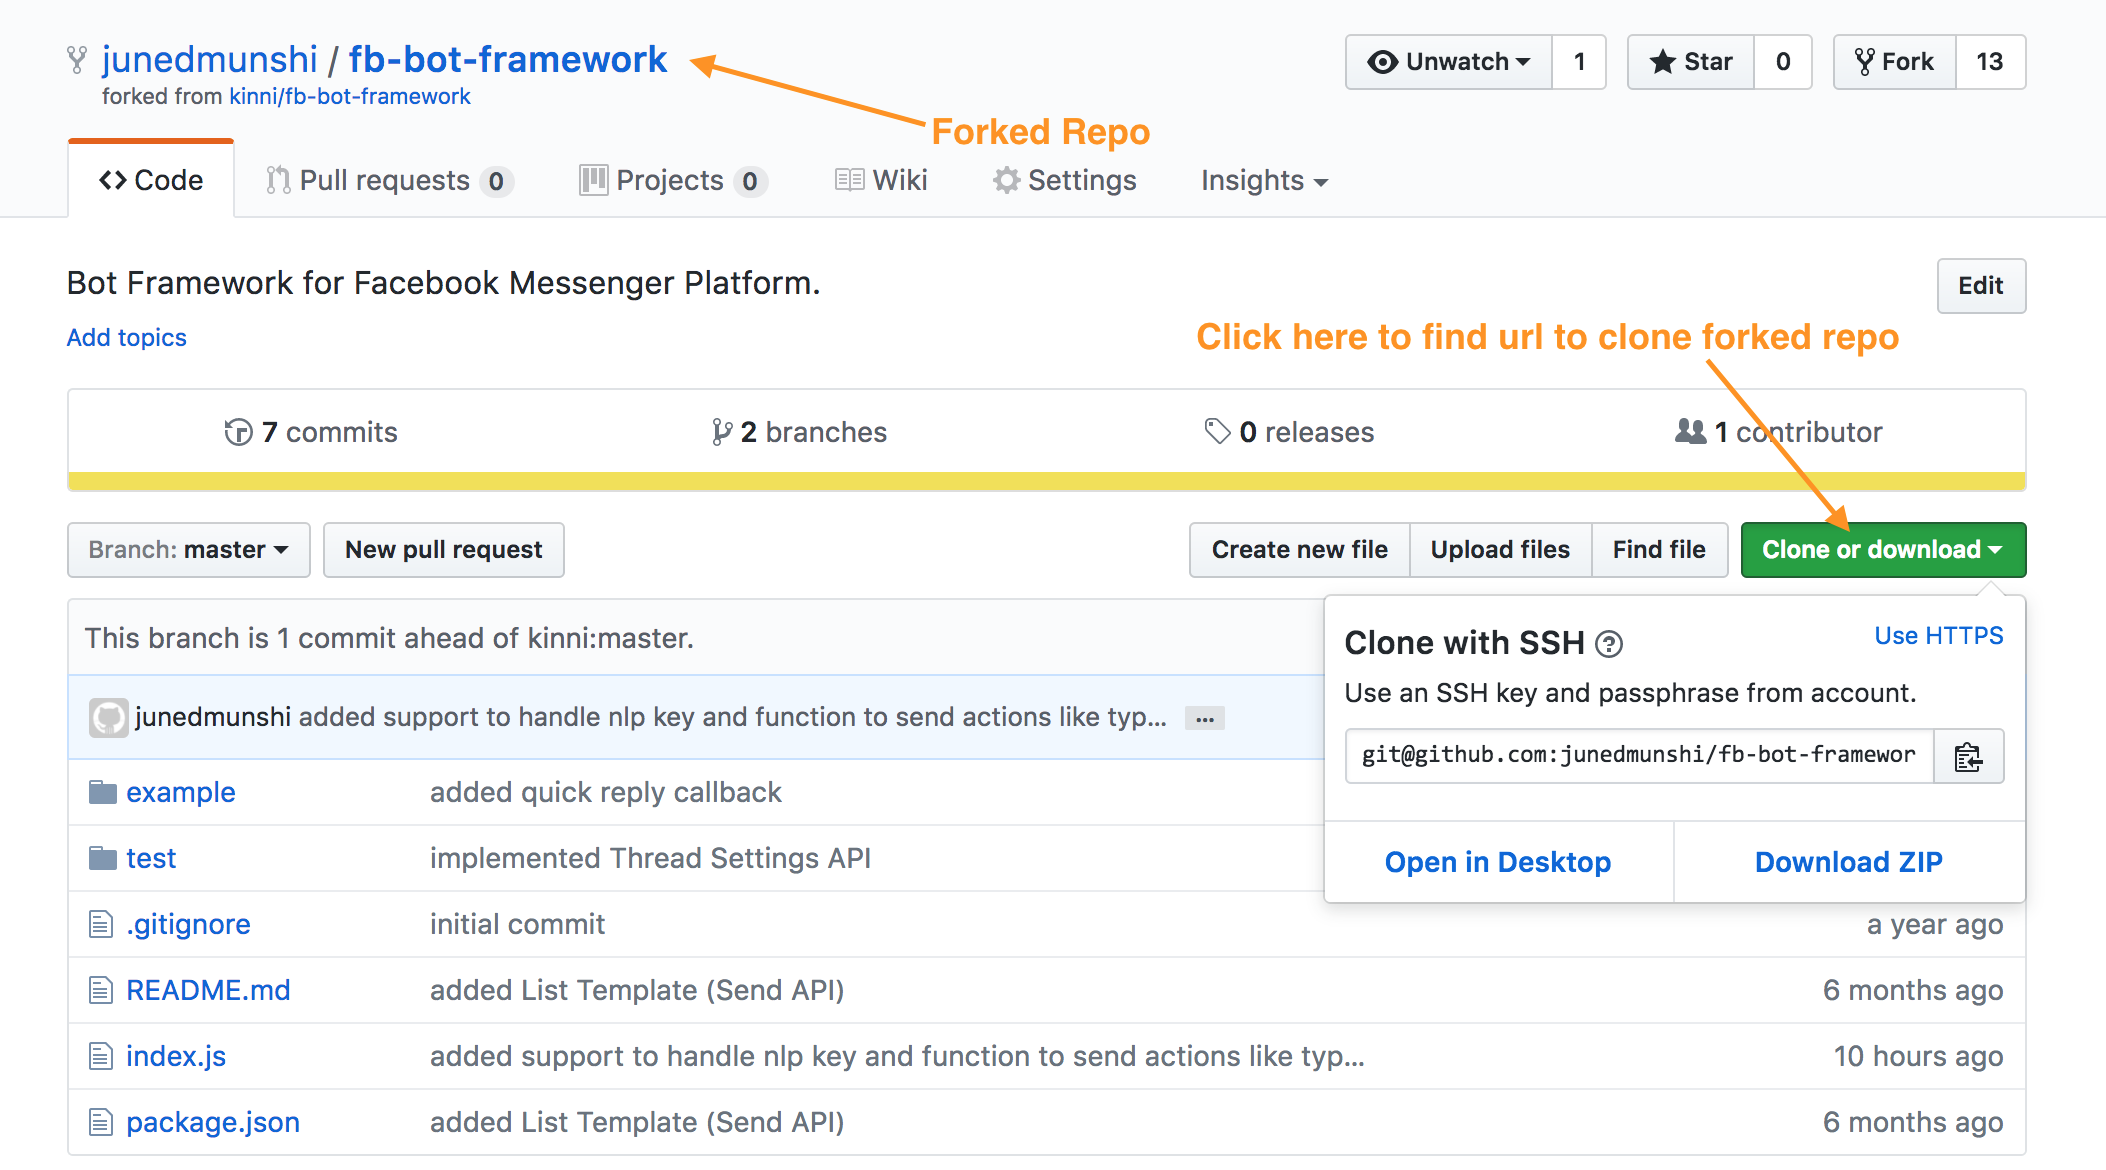 junedmunshi / fb-bot-framework
Unwatch 1
Star 0
Fork 13
forked from kinni/fb-bot-framework
Forked Repo
Code
Pull requests 0
Projects 0
Wiki
Settings
Insights
Bot Framework for Facebook Messenger Platform.
Edit
Add topics
Click here to find url to clone forked repo
7 commits
2 branches
0 releases
1 contributor
Branch: master
New pull request
Create new file
Upload files
Find file
Clone or download
This branch is 1 commit ahead of kinni:master.
Clone with SSH ?
Use HTTPS
Use an SSH key and passphrase from account.
git@github.com:junedmunshi/fb-bot-framewor
Open in Desktop
Download ZIP
junedmunshi added support to handle nlp key and function to send actions like typ... ...
example added quick reply callback
test implemented Thread Settings API
.gitignore initial commit a year ago
README.md added List Template (Send API) 6 months ago
index.js added support to handle nlp key and function to send actions like typ... 10 hours ago
package.json added List Template (Send API) 6 months ago